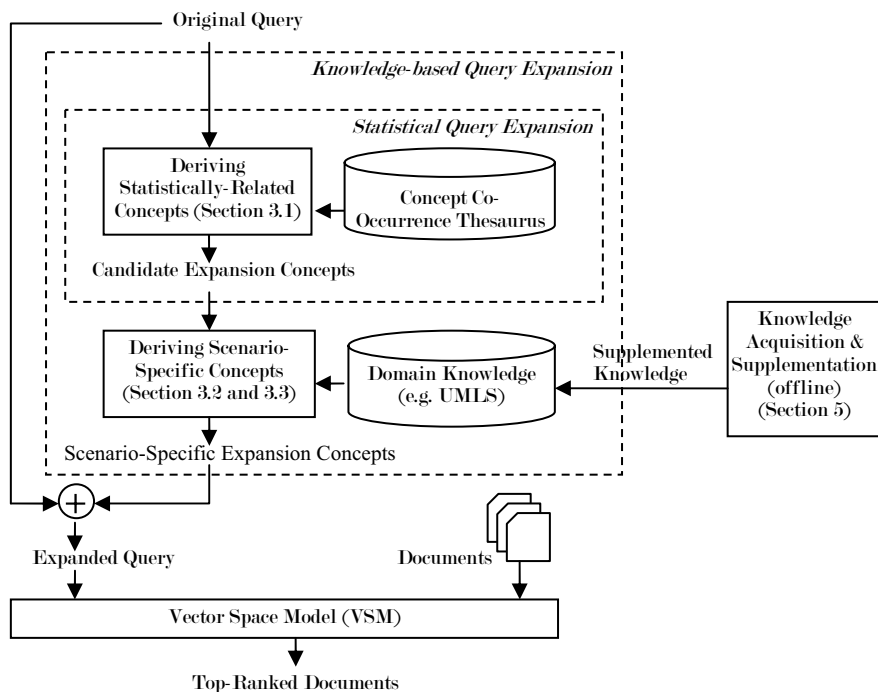 Original Query
Knowledge-based Query Expansion
Statistical Query Expansion
Deriving
Statistically-Related
Concepts (Section 3.1)
Concept Co-
Occurrence Thesaurus
Candidate Expansion Concepts
Deriving Scenario-
Specific Concepts
(Section 3.2 and 3.3)
Domain Knowledge
(e.g. UMLS)
Supplemented
Knowledge
Knowledge
Acquisition &
Supplementation
(offline)
(Section 5)
Scenario-Specific Expansion Concepts
+
Expanded Query
Documents
Vector Space Model (VSM)
Top-Ranked Documents